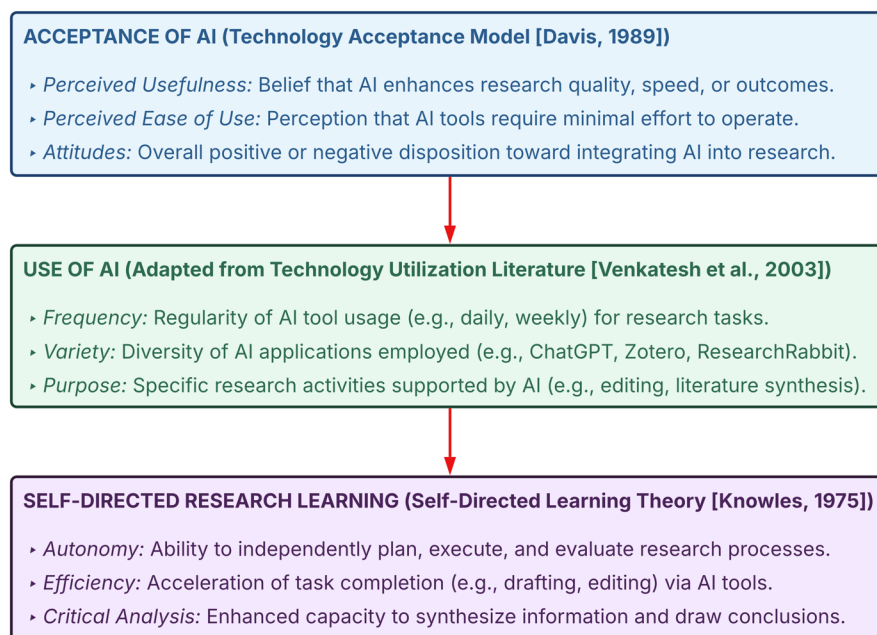 ACCEPTANCE OF AI (Technology Acceptance Model [Davis, 1989])
‣ Perceived Usefulness: Belief that AI enhances research quality, speed, or outcomes.
‣ Perceived Ease of Use: Perception that AI tools require minimal effort to operate.
‣ Attitudes: Overall positive or negative disposition toward integrating AI into research.
USE OF AI (Adapted from Technology Utilization Literature [Venkatesh et al., 2003])
‣ Frequency: Regularity of AI tool usage (e.g., daily, weekly) for research tasks.
‣ Variety: Diversity of AI applications employed (e.g., ChatGPT, Zotero, ResearchRabbit).
‣ Purpose: Specific research activities supported by AI (e.g., editing, literature synthesis).
SELF-DIRECTED RESEARCH LEARNING (Self-Directed Learning Theory [Knowles, 1975])
‣ Autonomy: Ability to independently plan, execute, and evaluate research processes.
‣ Efficiency: Acceleration of task completion (e.g., drafting, editing) via AI tools.
‣ Critical Analysis: Enhanced capacity to synthesize information and draw conclusions.